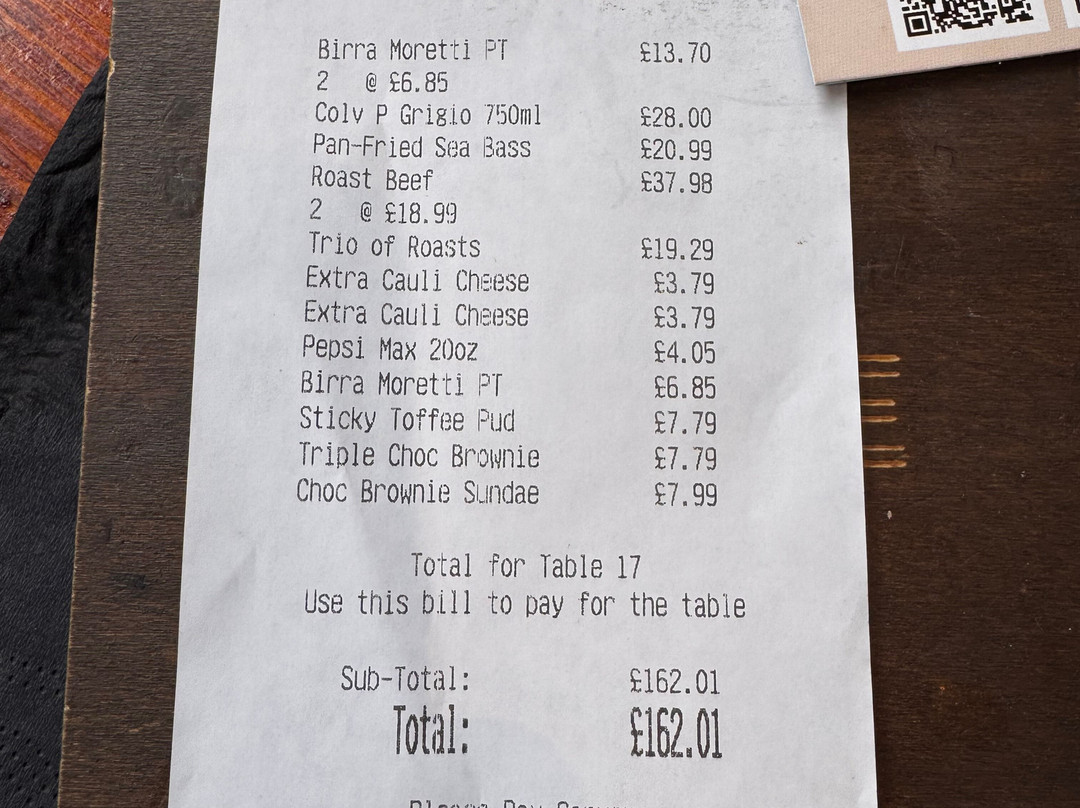 Birra Moretti PT £13.70
2 @ £6.85
Colv P Grigio 750ml £28.00
Pan-Fried Sea Bass £20.99
Roast Beef £37.98
2 @ £18.99
Trio of Roasts £19.29
Extra Cauli Cheese £3.79
Extra Cauli Cheese £3.79
Pepsi Max 20oz £4.05
Birra Moretti PT £6.85
Sticky Toffee Pud £7.79
Triple Choc Brownie £7.79
Choc Brownie Sundae £7.99
Total for Table 17
Use this bill to pay for the table
Sub-Total: £162.01
Total: £162.01